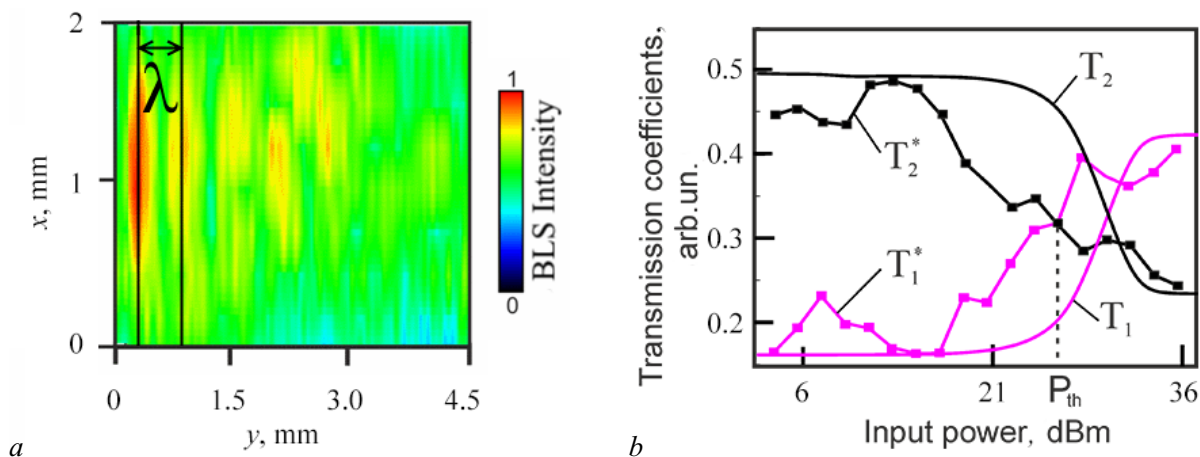 2
1
0
x, mm
λ
0
1.5
3.0
4.5
y, mm
1
0
BLS Intensity
a
Transmission coefficients,
arb.un.
0.5
0.4
0.3
0.2
T2
T2*
T1*
T1
6
21
Pth
36
Input power, dBm
b